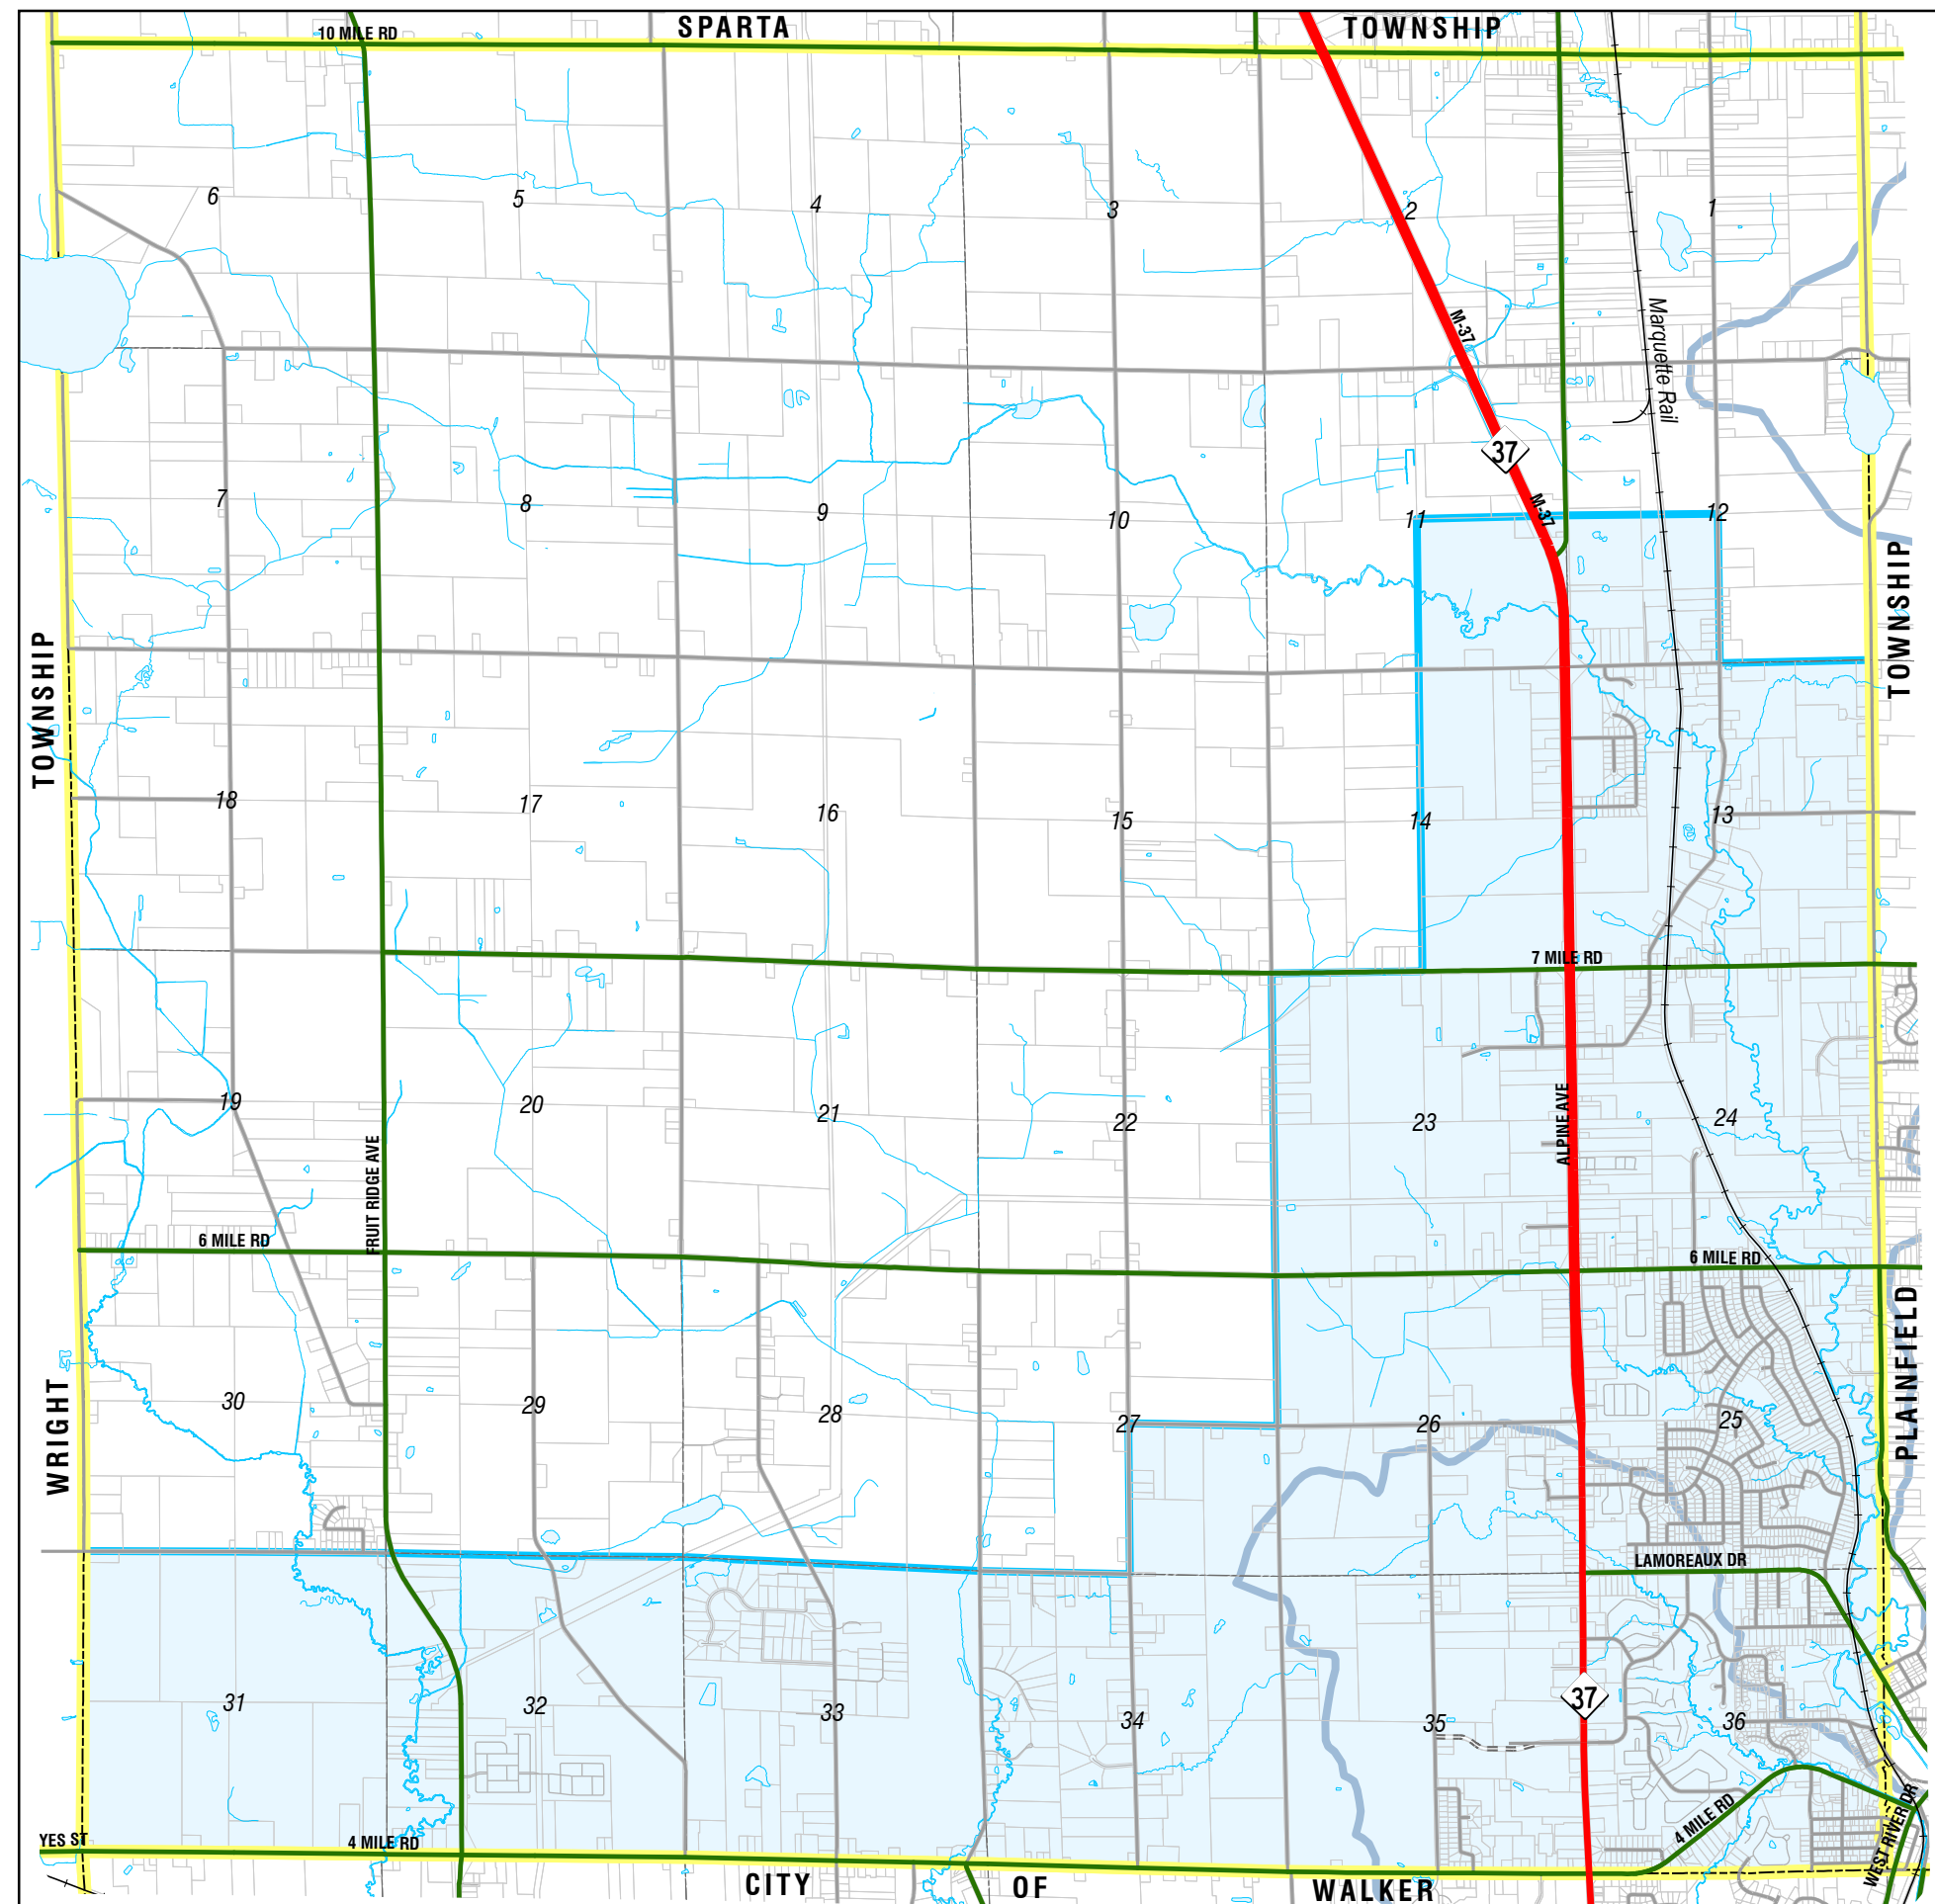 SPARTA TOWNSHIP
10 MILE RD
6 5 4 3 2 1
M-37
Marquette Rail
37
7 8 9 10 11 12
M-37
TOWNSHIP
TOWNSHIP
18 17 16 15 14 13
7 MILE RD
19 20 21 22 23 24
ALPINE AVE
FRUIT RIDGE AVE
6 MILE RD
6 MILE RD
PLAINFIELD
WRIGHT
30 29 28 27 26 25
LAMOREAUX DR
37
31 32 33 34 35 36
4 MILE RD
WEST RIVER DR
YES ST
4 MILE RD
CITY OF WALKER